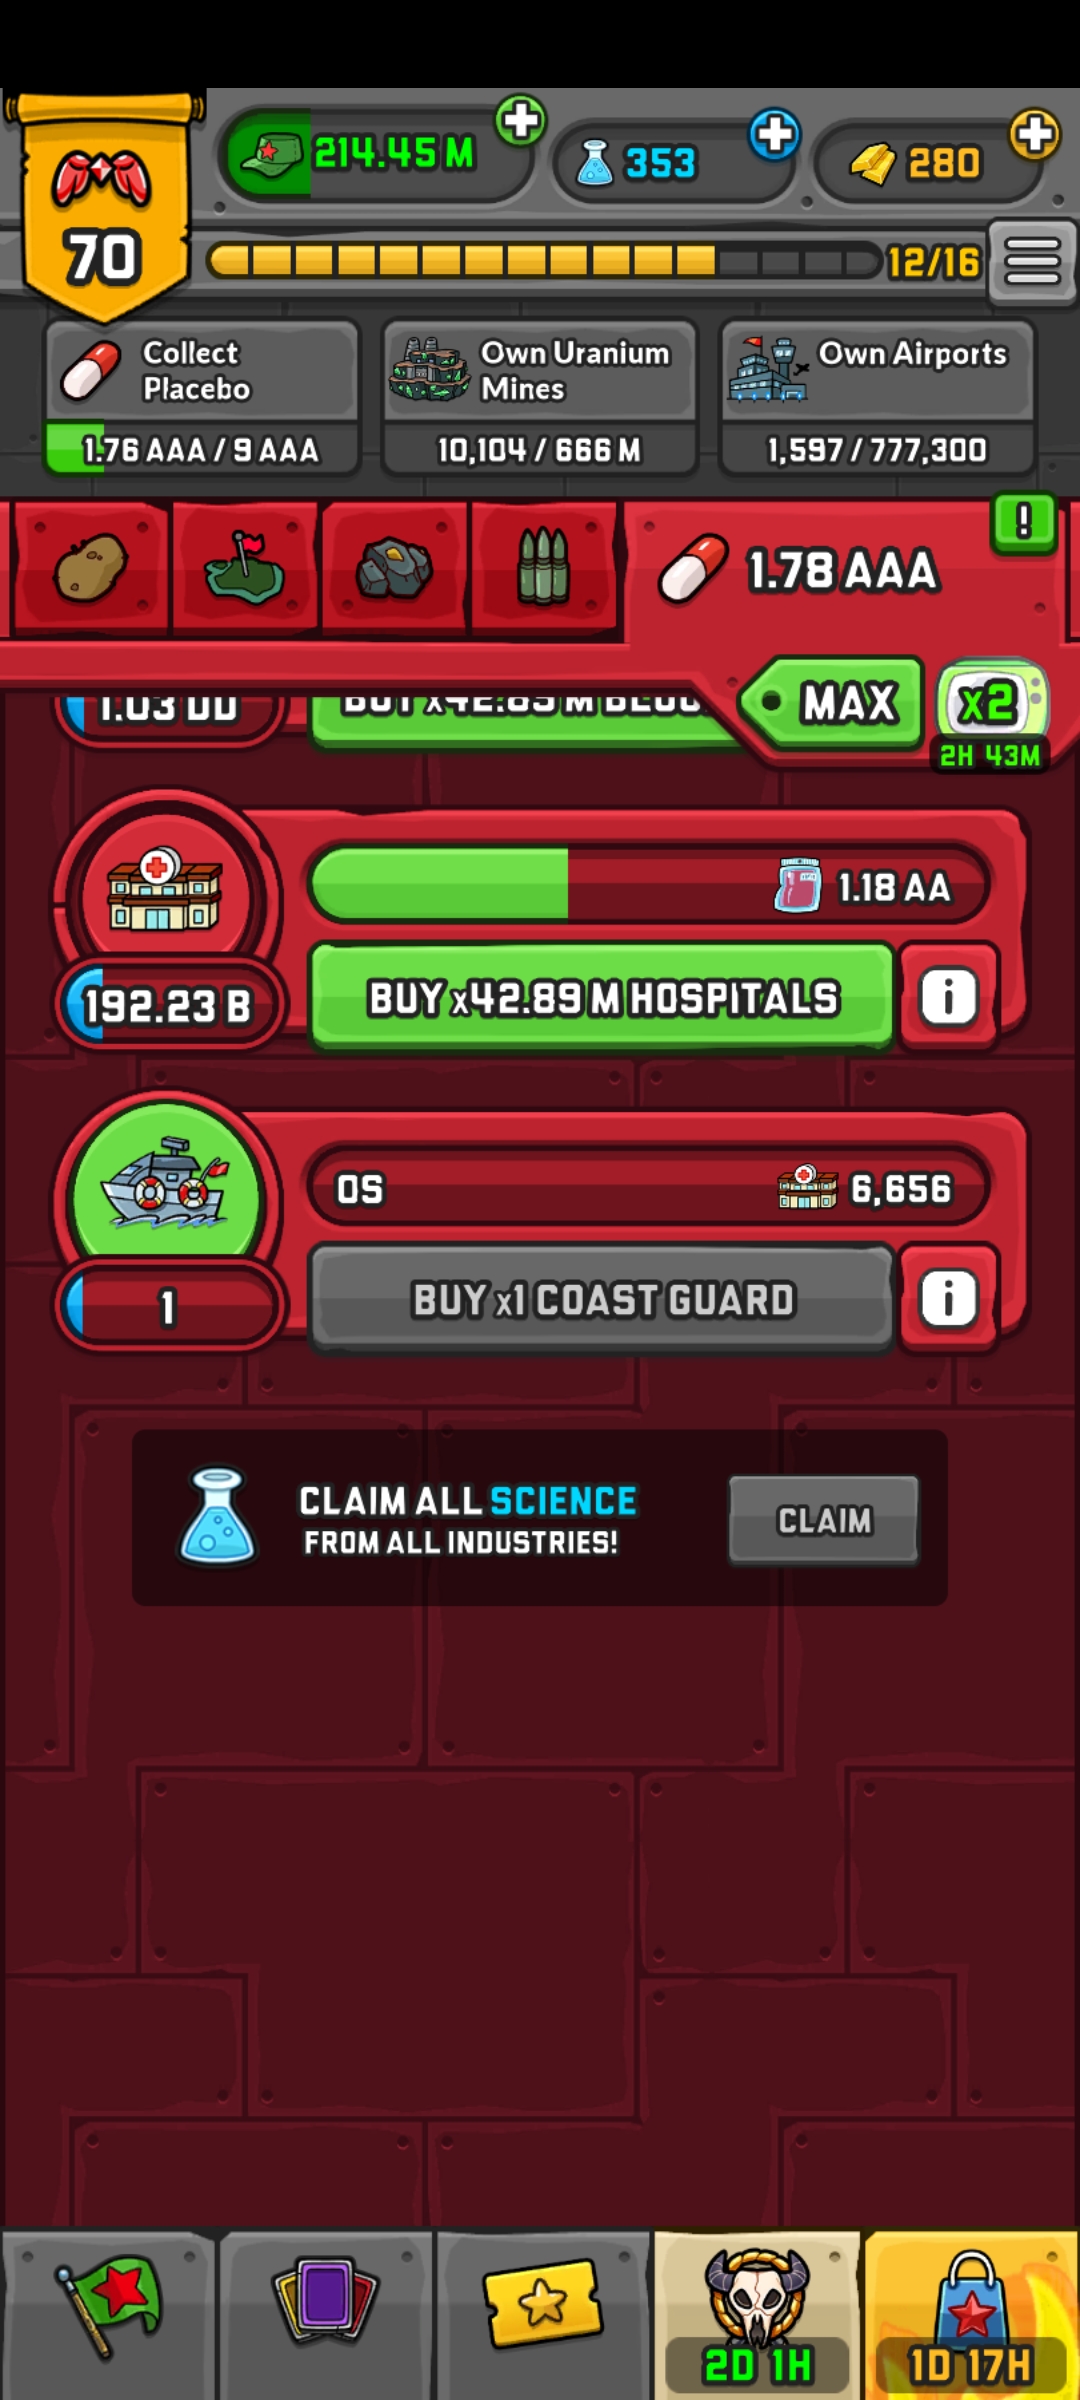 214.45 M
353
280
70
12/16
Collect
Placebo
1.76 AAA / 9 AAA
Own Uranium
Mines
10,104 / 666 M
Own Airports
1,597 / 777,300
!
1.78 AAA
MAX
x2
2H 43M
1.03 DD
BUY x42.89 M
1.18 AA
192.23 B
BUY x42.89 M HOSPITALS
i
0S
6,656
1
BUY x1 COAST GUARD
i
CLAIM ALL SCIENCE
FROM ALL INDUSTRIES!
CLAIM
2D 1H
1D 17H